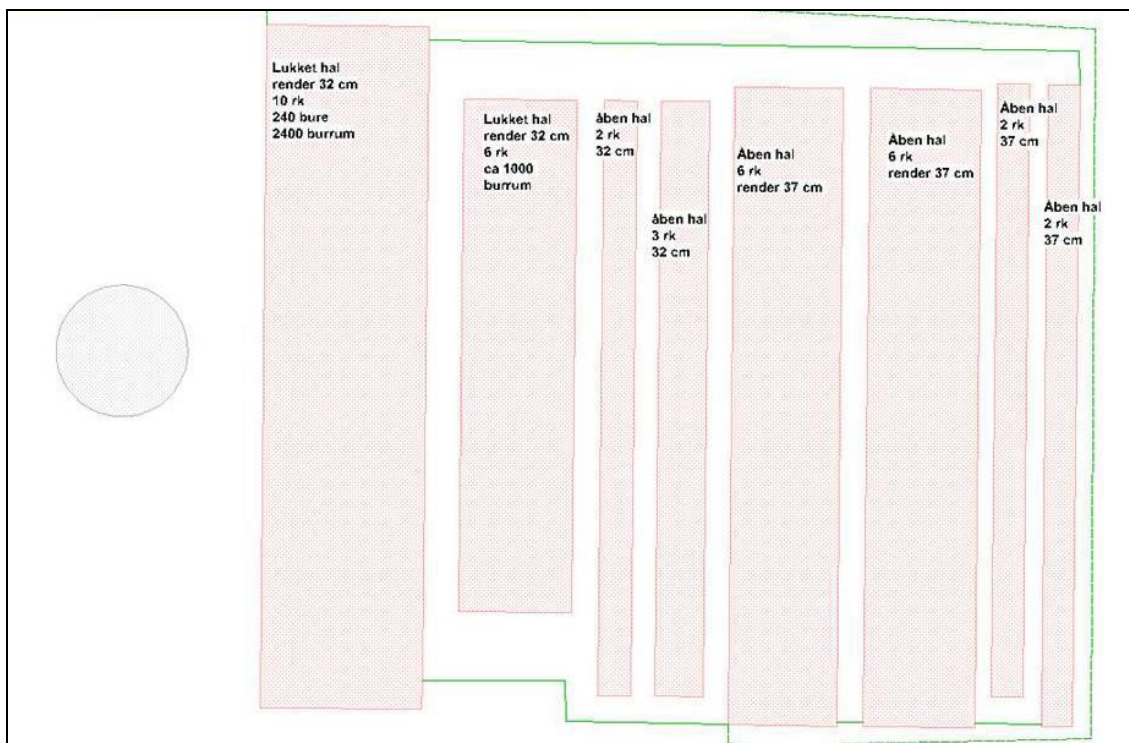 Lukket hal
render 32 cm
10 rk
240 bure
2400 burrum
Lukket hal
render 32 cm
6 rk
ca 1000
burrum
åben hal
2 rk
32 cm
åben hal
3 rk
32 cm
Åben hal
6 rk
render 37 cm
Åben hal
6 rk
render 37 cm
Åben hal
2 rk
37 cm
Åben hal
2 rk
37 cm